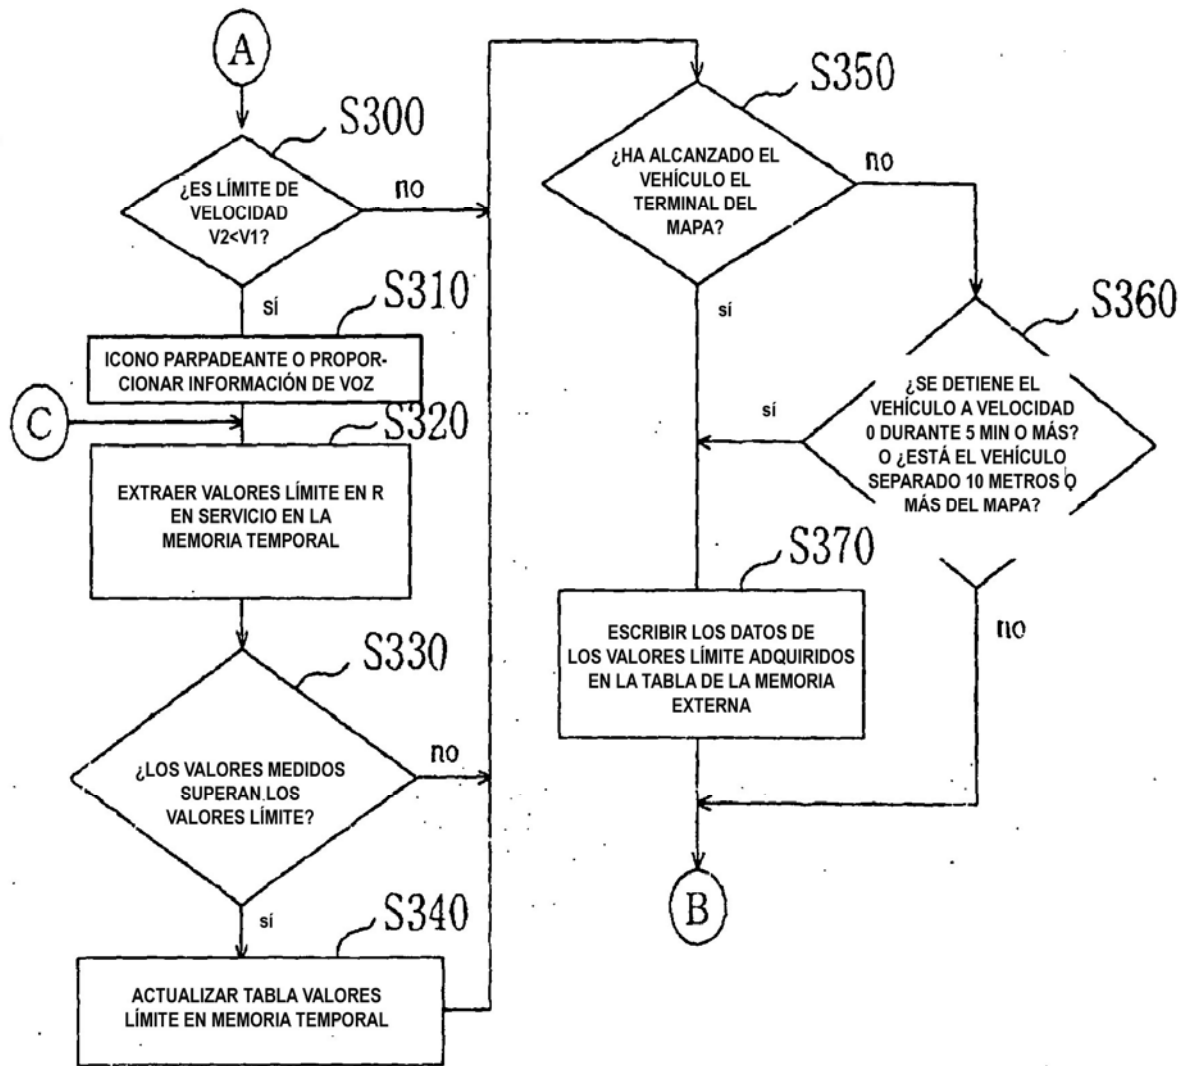 A
S300
¿ES LÍMITE DE
VELOCIDAD
V2<V1?
no
sí
S310
ICONO PARPADEANTE O PROPOR-
CIONAR INFORMACIÓN DE VOZ
C
S320
EXTRAER VALORES LÍMITE EN R
EN SERVICIO EN LA
MEMORIA TEMPORAL
S330
¿LOS VALORES MEDIDOS
SUPERAN LOS
VALORES LÍMITE?
no
sí
S340
ACTUALIZAR TABLA VALORES
LÍMITE EN MEMORIA TEMPORAL
S350
¿HA ALCANZADO EL
VEHÍCULO EL
TERMINAL DEL
MAPA?
no
sí
S360
¿SE DETIENE EL
VEHÍCULO A VELOCIDAD
0 DURANTE 5 MIN O MÁS?
O ¿ESTÁ EL VEHÍCULO
SEPARADO 10 METROS O
MÁS DEL MAPA?
sí
no
S370
ESCRIBIR LOS DATOS DE
LOS VALORES LÍMITE ADQUIRIDOS
EN LA TABLA DE LA MEMORIA
EXTERNA
B